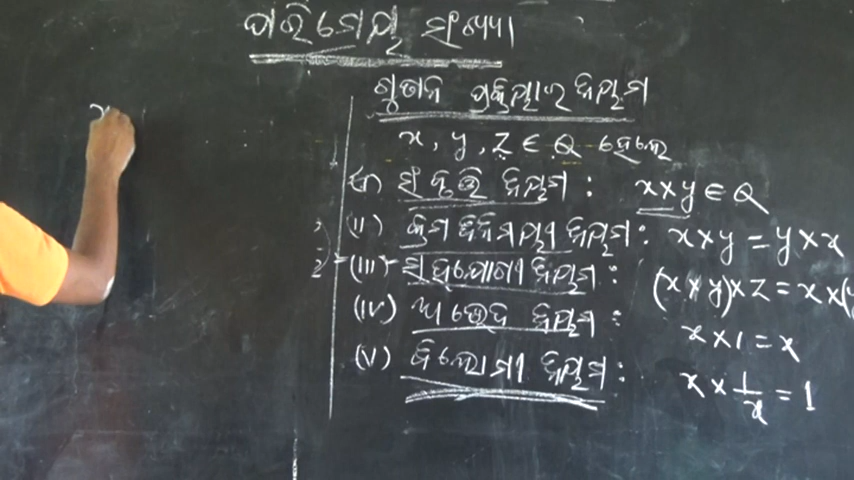 ପରିମେୟ ସଂଖ୍ୟା
ଗୁଣନ ପ୍ରକ୍ରିୟାର ନିୟମ
x, y, z ∈ Q ହେଲେ
(I) ସଂବୃତ୍ତି ନିୟମ : x × y ∈ Q
(II) କ୍ରମ ବିନିମୟୀ ନିୟମ : x × y = y × x
(III) ସହଯୋଗୀ ନିୟମ : (x × y) × z = x × (y
(IV) ଅଭେଦ ନିୟମ : x × 1 = x
(V) ବିଲୋମୀ ନିୟମ : x × 1/x = 1